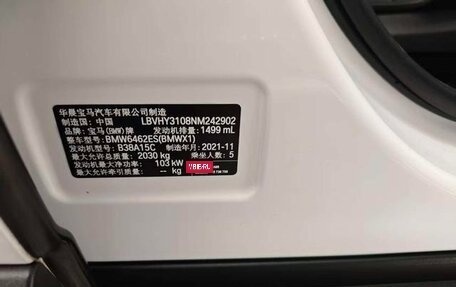 华晨宝马汽车有限公司制造
制造国：中国 LBVHY3108NM242902
品牌：宝马(BMW)牌 发动机排量：1499 mL
整车型号：BMW6462ES(BMWX1)
发动机型号：B38A15C 制造年月：2021-11
最大允许总质量：2030 kg 乘坐人数：5
发动机最大净功率：103 kW
最大允许牵引质量：-- kg